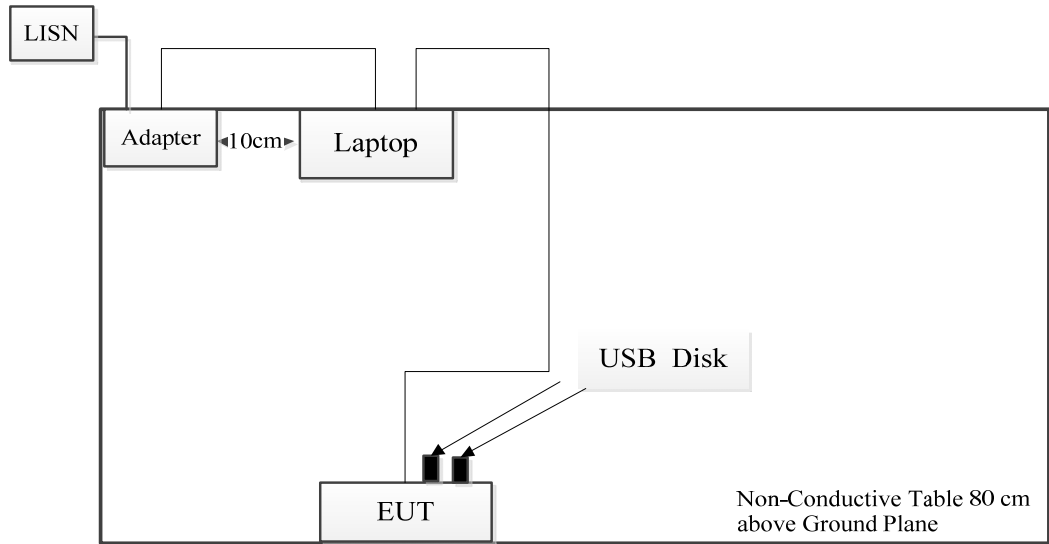 LISN
Adapter
10cm
Laptop
USB Disk
EUT
Non-Conductive Table 80 cm
above Ground Plane